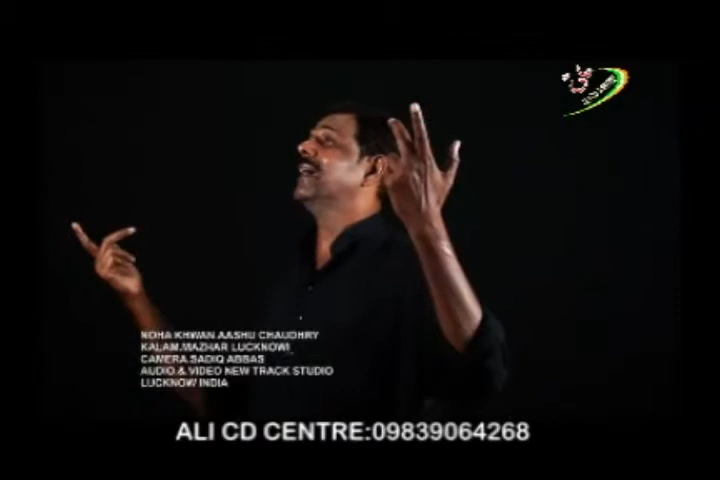 NOHA KHWAN.AASHU CHAUDHRY
KALAM.MAZHAR LUCKNOWI
CAMERA.SADIQ ABBAS
AUDIO.& VIDEO NEW TRACK STUDIO
LUCKNOW INDIA
ALI CD CENTRE:09839064268